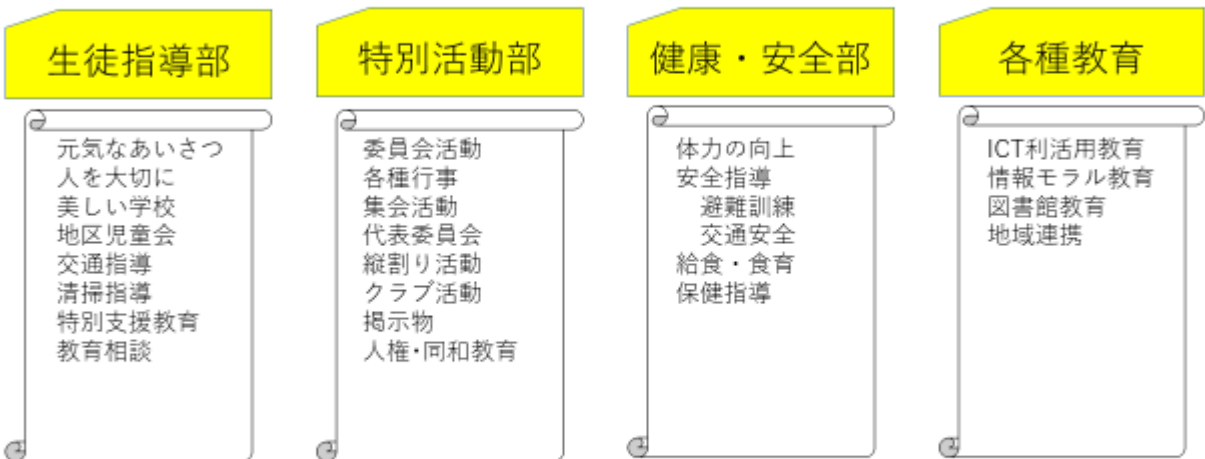 生徒指導部
元気なあいさつ
人を大切に
美しい学校
地区児童会
交通指導
清掃指導
特別支援教育
教育相談
特別活動部
委員会活動
各種行事
集会活動
代表委員会
縦割り活動
クラブ活動
掲示物
人権･同和教育
健康・安全部
体力の向上
安全指導
避難訓練
交通安全
給食・食育
保健指導
各種教育
ICT利活用教育
情報モラル教育
図書館教育
地域連携